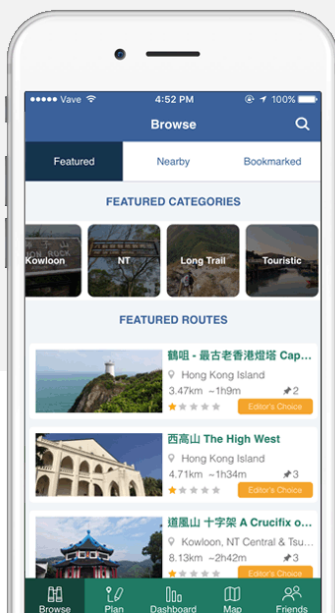 Vave 4:52 PM 100%
Browse
Featured Nearby Bookmarked
FEATURED CATEGORIES
Kowloon NT Long Trail Touristic
FEATURED ROUTES
鶴咀 - 最古老香港燈塔 Cap...
Hong Kong Island
3.47km ~1h9m 2
Editor's Choice
西高山 The High West
Hong Kong Island
4.71km ~1h34m 3
Editor's Choice
道風山 十字架 A Crucifix o...
Kowloon, NT Central & Tsu...
8.13km ~2h42m 3
Editor's Choice
Browse Plan Dashboard Map Friends